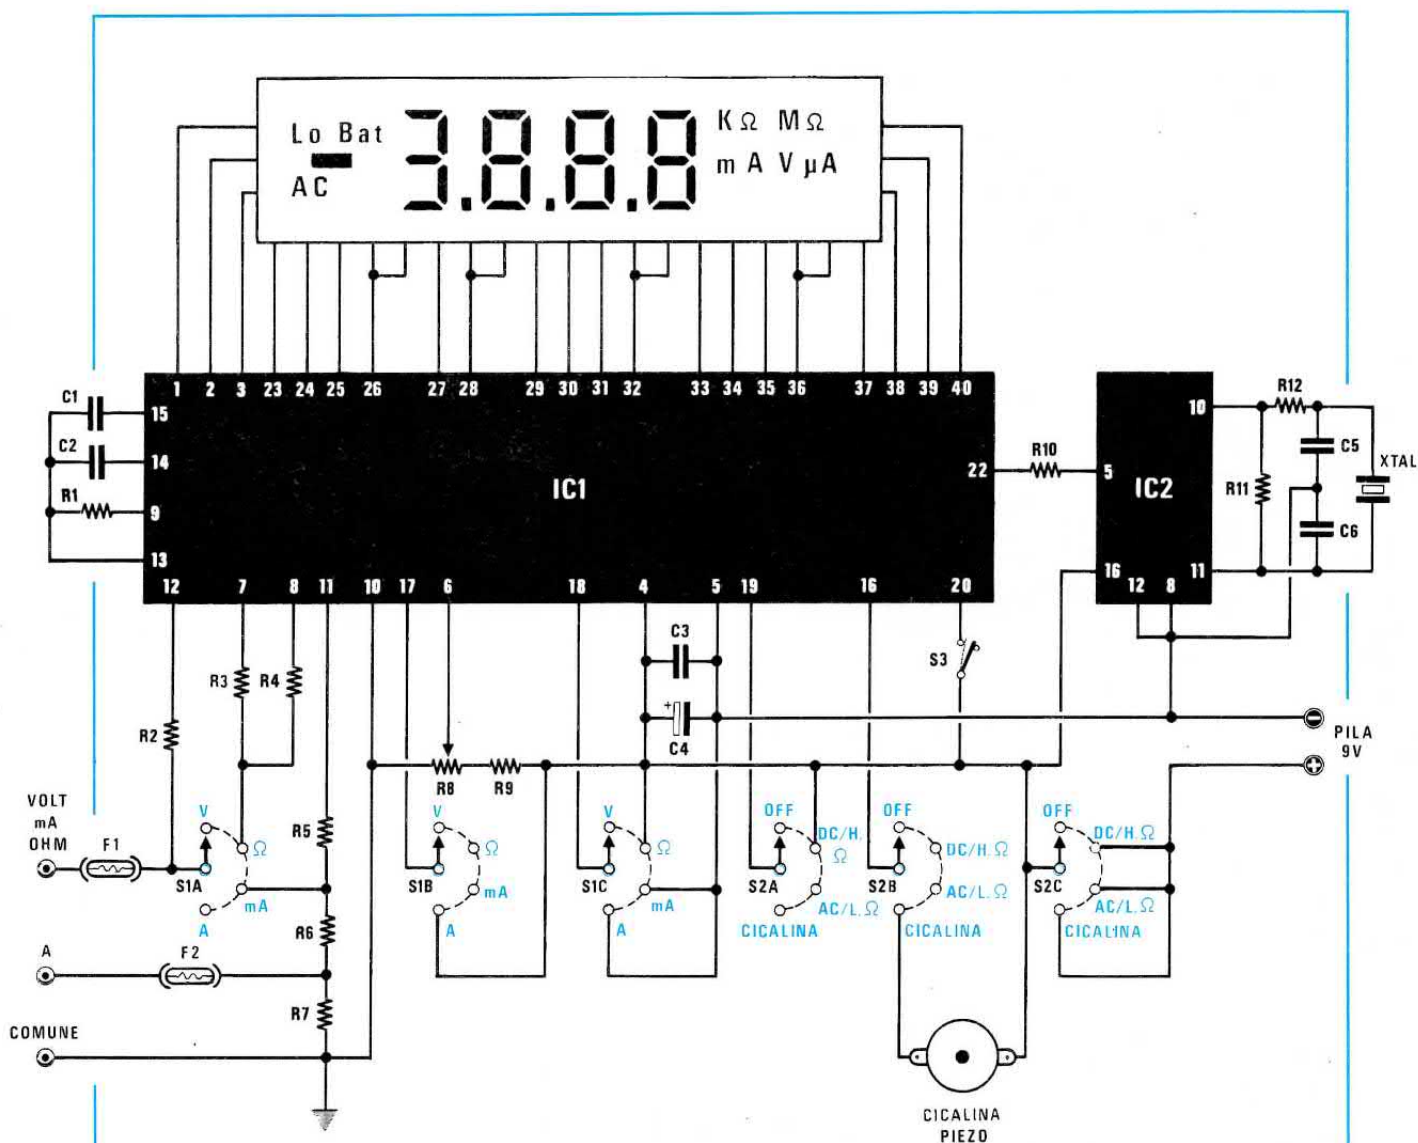 Lo Bat
3.8.8.8
KΩ MΩ
AC
mA V µA
1 2 3 23 24 25 26 27 28 29 30 31 32 33 34 35 36 37 38 39 40
C1
15
C2
14
R1
9
13
IC1
22
R10
5
IC2
10
R12
C5
XTAL
R11
C6
16
11
12 8
12 7 8 11 10 17 6 18 4 5 19 16 20
C3
S3
R3
R4
R2
+
C4
PILA
9V
R8
R9
VOLT
mA
OHM
F1
V
Ω
S1A
mA
A
R5
V
Ω
S1B
mA
A
V
Ω
S1C
mA
A
OFF
DC/H.
Ω
S2A
AC/L.Ω
CICALINA
OFF
DC/H.Ω
S2B
AC/L.Ω
CICALINA
OFF
DC/H.Ω
S2C
AC/L.Ω
CICALINA
R6
A
F2
R7
COMUNE
CICALINA
PIEZO